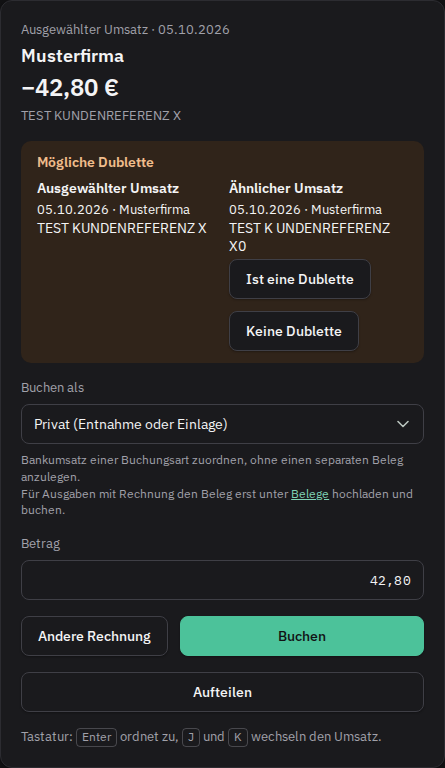 Ausgewählter Umsatz · 05.10.2026
Musterfirma
−42,80 €
TEST KUNDENREFERENZ X
Mögliche Dublette
Ausgewählter Umsatz
05.10.2026 · Musterfirma
TEST KUNDENREFERENZ X
Ähnlicher Umsatz
05.10.2026 · Musterfirma
TEST K UNDENREFERENZ
X0
Ist eine Dublette
Keine Dublette
Buchen als
Privat (Entnahme oder Einlage)
Bankumsatz einer Buchungsart zuordnen, ohne einen separaten Beleg
anzulegen.
Für Ausgaben mit Rechnung den Beleg erst unter Belege hochladen und
buchen.
Betrag
42,80
Andere Rechnung
Buchen
Aufteilen
Tastatur: Enter ordnet zu, J und K wechseln den Umsatz.